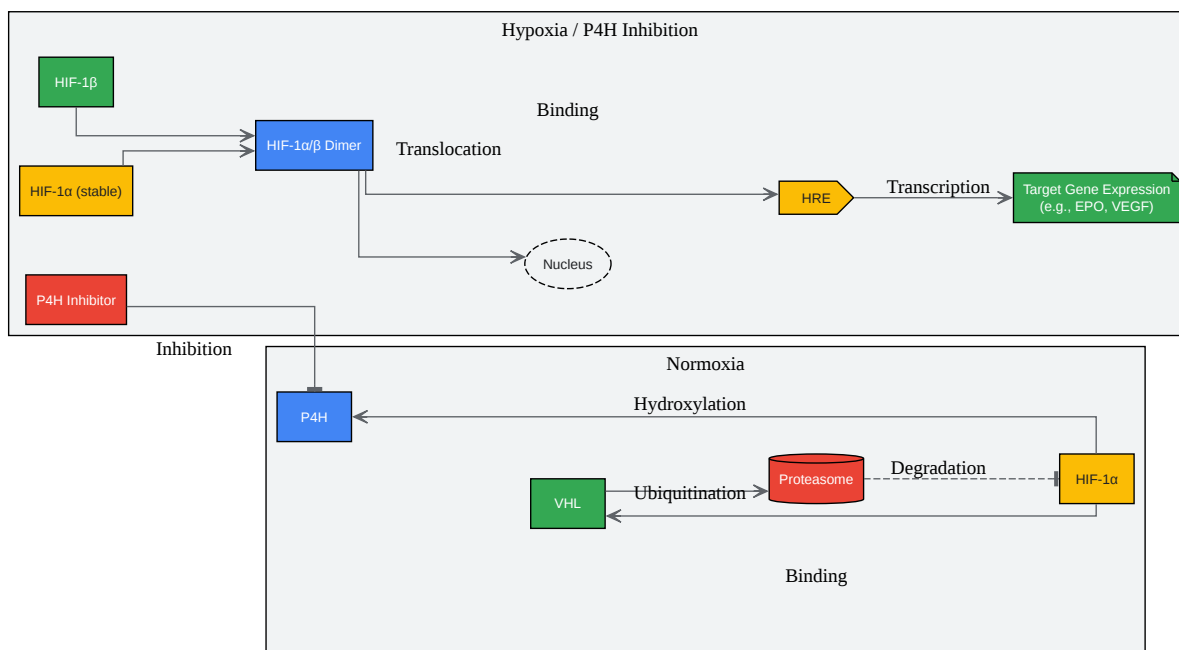 Hypoxia / P4H Inhibition
HIF-1β
Binding
HIF-1α/β Dimer
Translocation
HIF-1α (stable)
HRE
Transcription
Target Gene Expression
(e.g., EPO, VEGF)
Nucleus
P4H Inhibitor
Inhibition
Normoxia
P4H
Hydroxylation
Proteasome
Degradation
HIF-1α
VHL
Ubiquitination
Binding